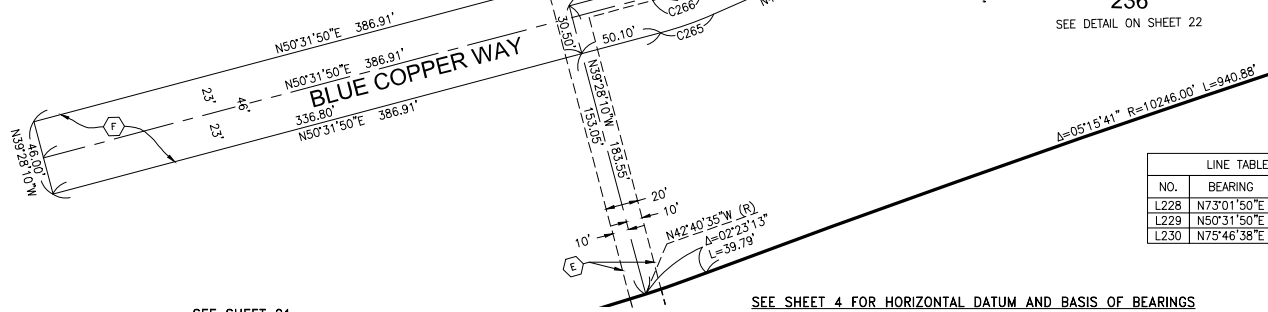 236
SEE DETAIL ON SHEET 22
C266
C265
50.10'
30.50'
N50°31'50"E 386.91'
N50°31'50"E 386.91'
BLUE COPPER WAY
336.80'
N50°31'50"E 386.91'
23'
46'
23'
F
46.00'
N39°28'10"W
N39°28'10"W
153.05'
183.55'
20'
10'
10'
E
N42°40'35"W (R)
Δ=02°23'13"
L=39.79'
Δ=05°15'41" R=10246.00' L=940.88'
LINE TABLE
NO. BEARING
L228 N73°01'50"E
L229 N50°31'50"E
L230 N75°46'38"E
SEE SHEET 4 FOR HORIZONTAL DATUM AND BASIS OF BEARINGS
SEE SHEET 21